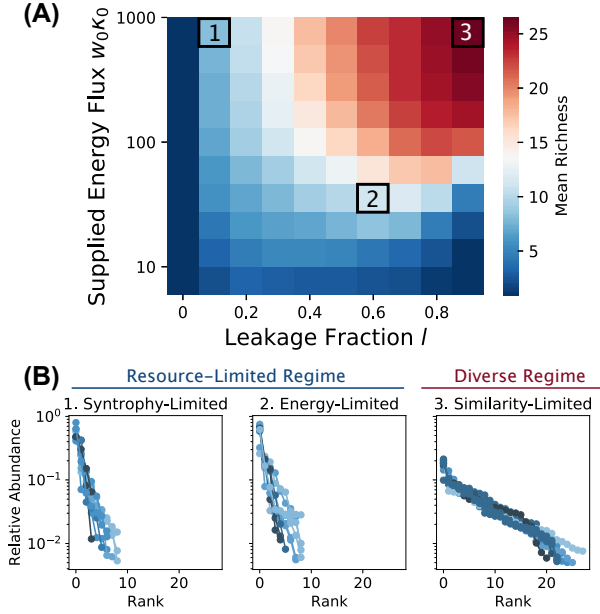 (A)
Supplied Energy Flux w₀κ₀
1000
100
10
1
2
3
0
0.2
0.4
0.6
0.8
Leakage Fraction l
25
20
15
10
5
Mean Richness
(B)
Resource-Limited Regime
Diverse Regime
1. Syntrophy-Limited
2. Energy-Limited
3. Similarity-Limited
Relative Abundance
10⁰
10⁻¹
10⁻²
0
20
Rank
0
20
Rank
0
20
Rank